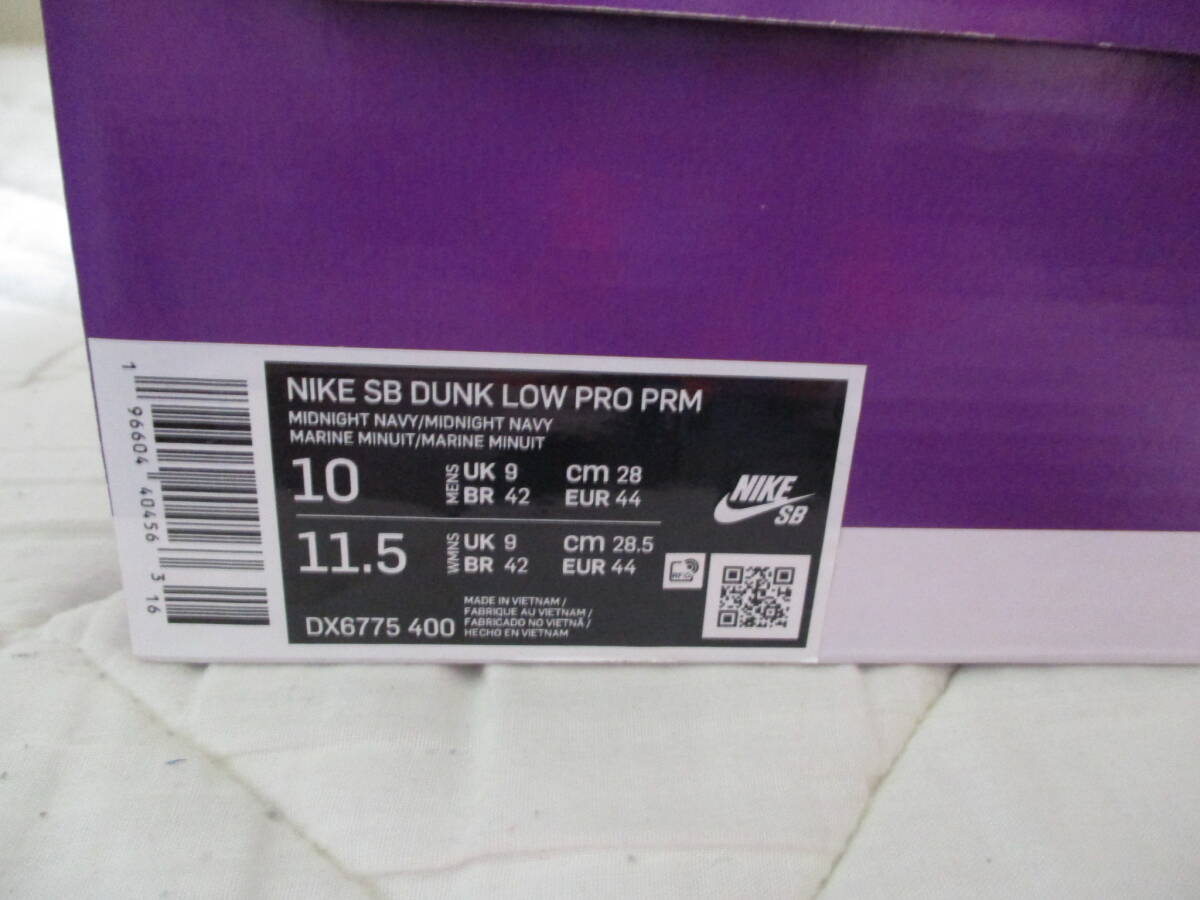 1 96604 40456 3 16
NIKE SB DUNK LOW PRO PRM
MIDNIGHT NAVY/MIDNIGHT NAVY
MARINE MINUIT/MARINE MINUIT
10 MENS UK 9 cm 28
BR 42 EUR 44
11.5 WMNS UK 9 cm 28.5
BR 42 EUR 44
NIKE
SB
RFID
DX6775 400
MADE IN VIETNAM /
FABRIQUE AU VIETNAM /
FABRICADO NO VIETNÃ /
HECHO EN VIETNAM